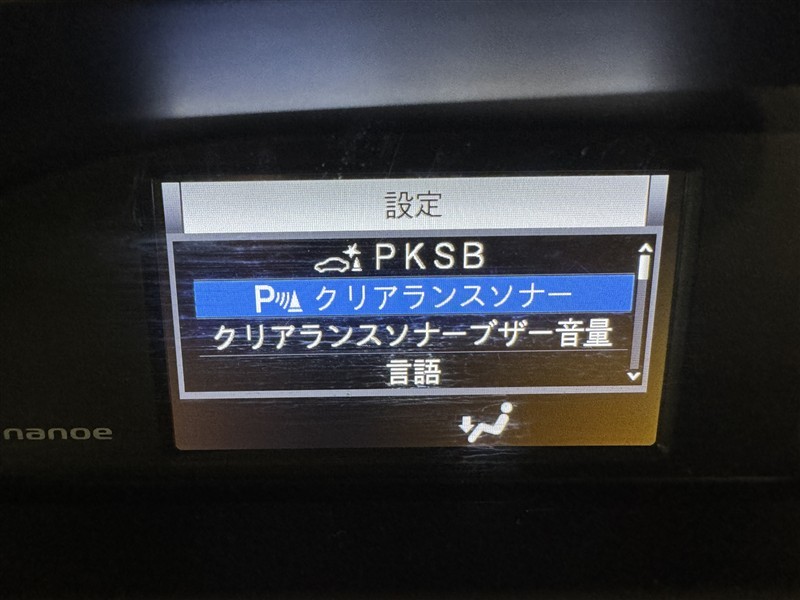 設定
PKSB
P クリアランスソナー
クリアランスソナーブザー音量
言語
nanoe